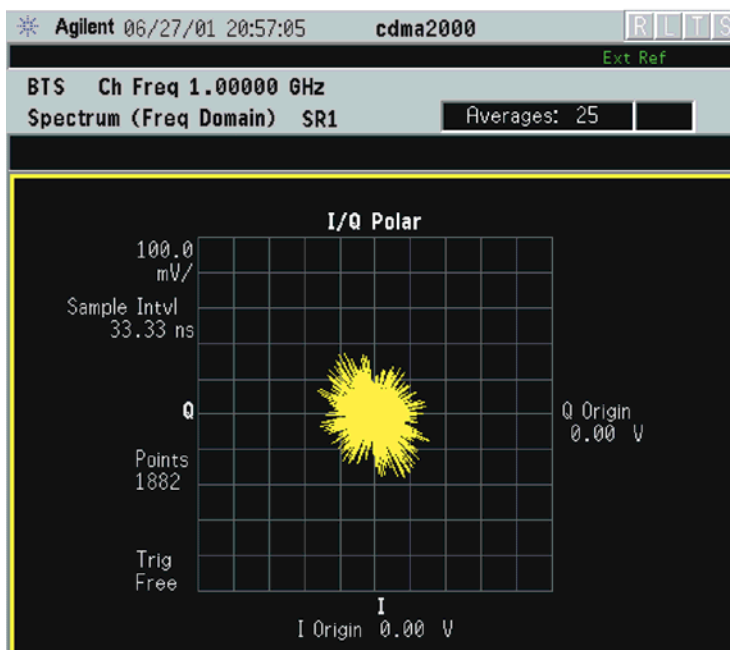 Agilent 06/27/01 20:57:05 cdma2000 R L T S
Ext Ref
BTS Ch Freq 1.00000 GHz
Spectrum (Freq Domain) SR1 Averages: 25
I/Q Polar
100.0
mV/
Sample Intvl
33.33 ns
Q
Q Origin
0.00 V
Points
1882
Trig
Free
I
I Origin 0.00 V